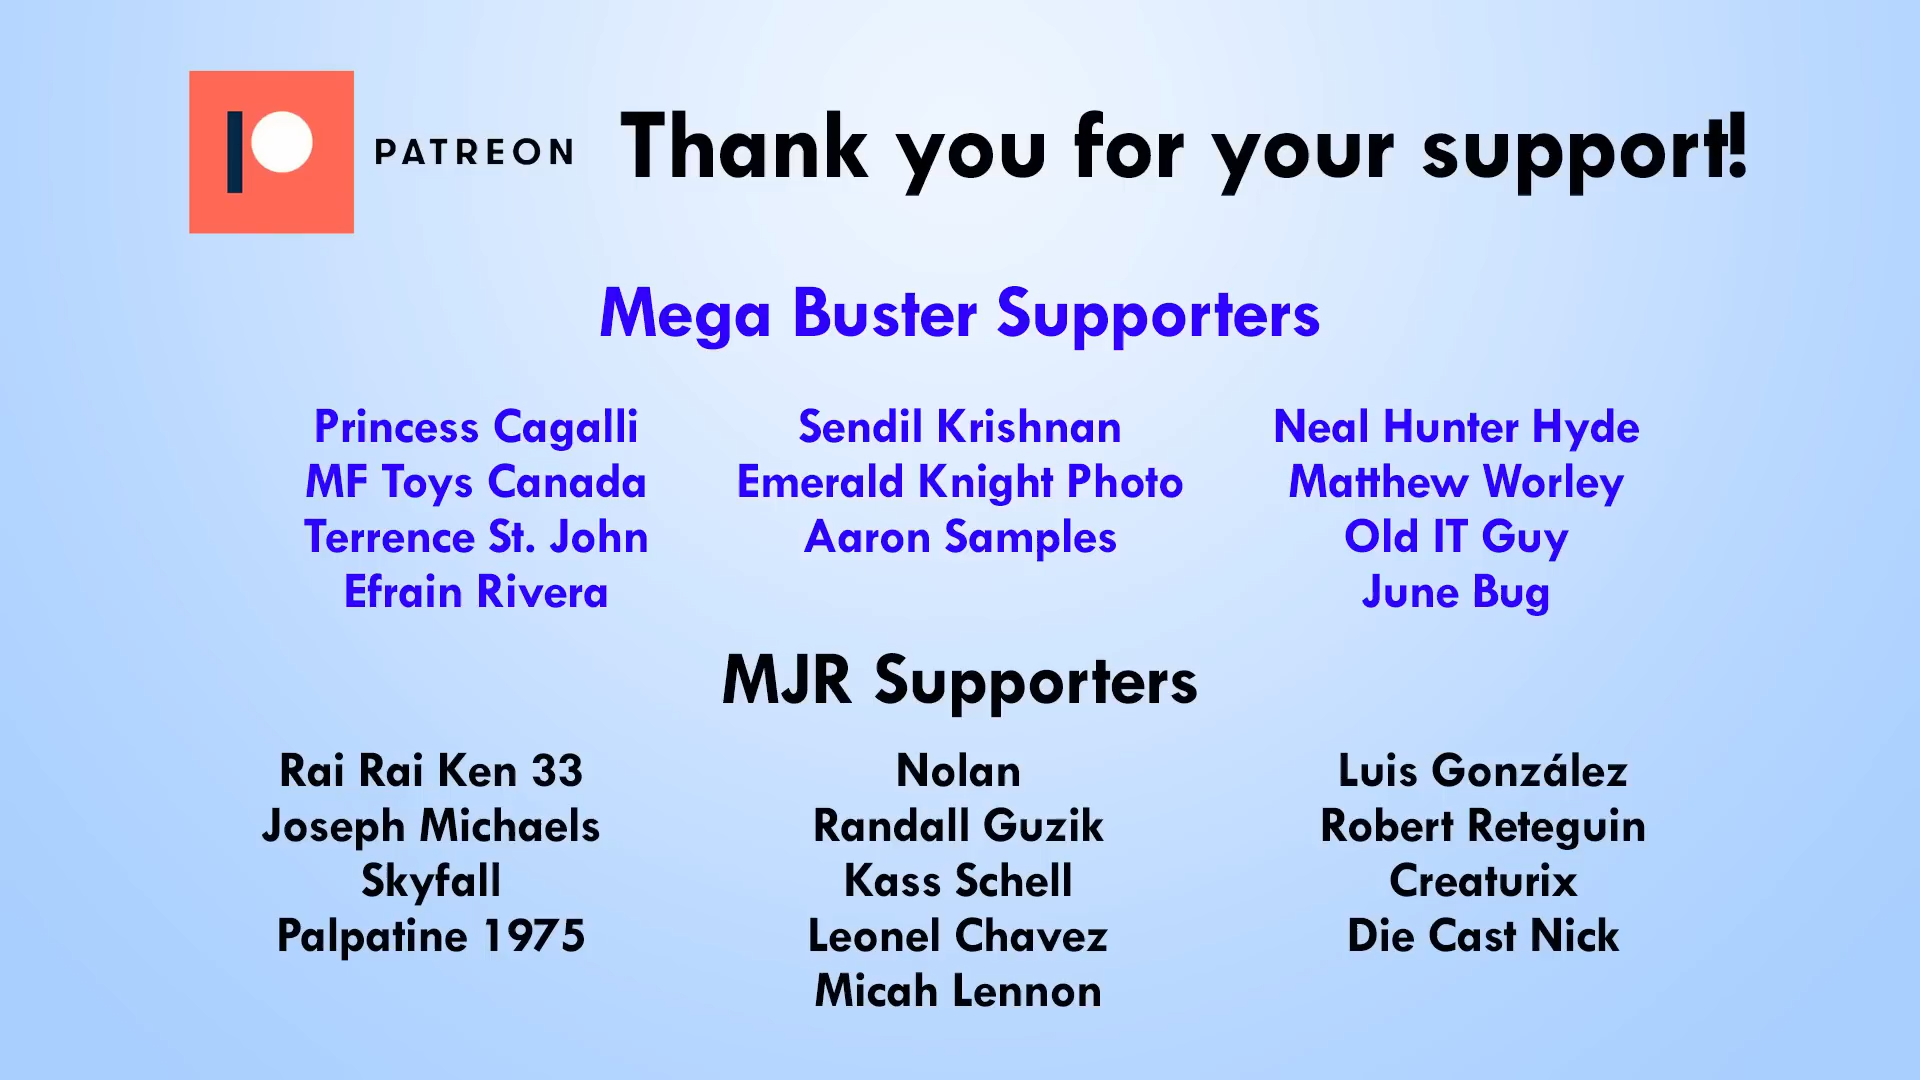 PATREON
Thank you for your support!
Mega Buster Supporters
Princess Cagalli
MF Toys Canada
Terrence St. John
Efrain Rivera
Sendil Krishnan
Emerald Knight Photo
Aaron Samples
Neal Hunter Hyde
Matthew Worley
Old IT Guy
June Bug
MJR Supporters
Rai Rai Ken 33
Joseph Michaels
Skyfall
Palpatine 1975
Nolan
Randall Guzik
Kass Schell
Leonel Chavez
Micah Lennon
Luis González
Robert Reteguin
Creaturix
Die Cast Nick